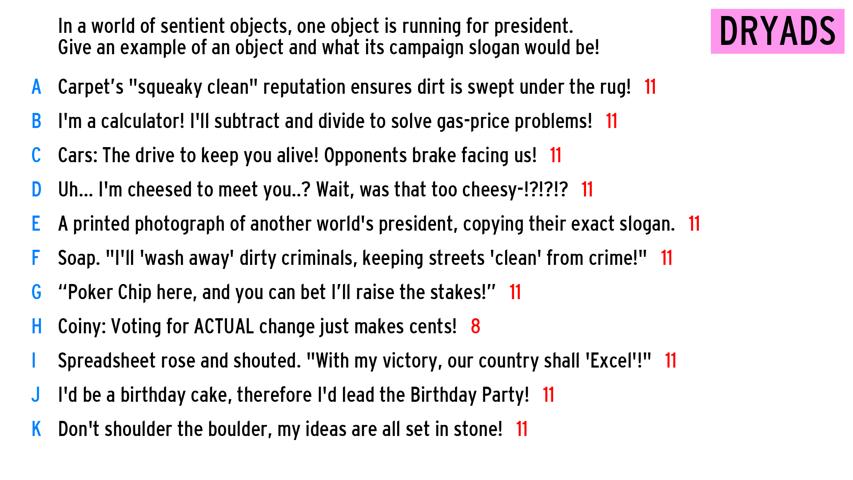 In a world of sentient objects, one object is running for president.
Give an example of an object and what its campaign slogan would be!
DRYADS
A Carpet’s "squeaky clean" reputation ensures dirt is swept under the rug! 11
B I'm a calculator! I'll subtract and divide to solve gas-price problems! 11
C Cars: The drive to keep you alive! Opponents brake facing us! 11
D Uh... I'm cheesed to meet you..? Wait, was that too cheesy-!?!?!? 11
E A printed photograph of another world's president, copying their exact slogan. 11
F Soap. "I'll 'wash away' dirty criminals, keeping streets 'clean' from crime!" 11
G “Poker Chip here, and you can bet I’ll raise the stakes!” 11
H Coiny: Voting for ACTUAL change just makes cents! 8
I Spreadsheet rose and shouted. "With my victory, our country shall 'Excel'!" 11
J I'd be a birthday cake, therefore I'd lead the Birthday Party! 11
K Don't shoulder the boulder, my ideas are all set in stone! 11